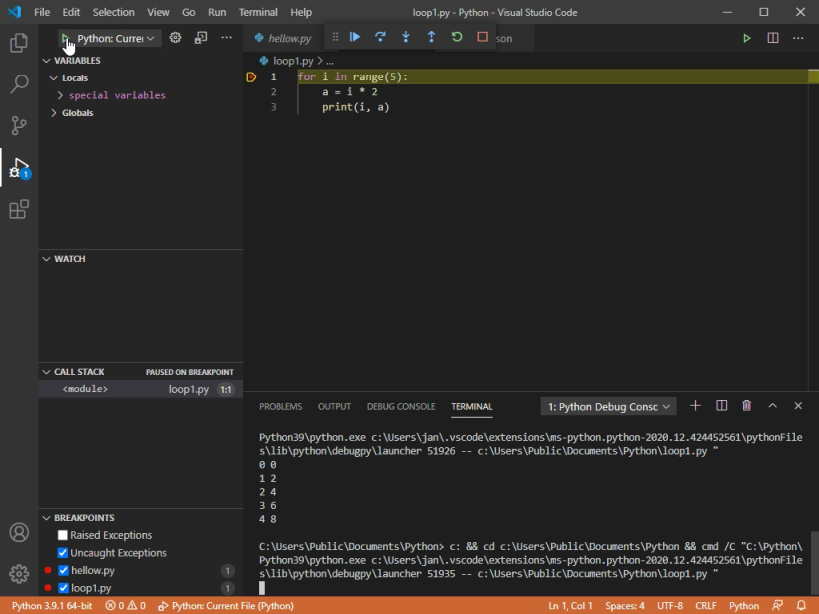 File Edit Selection View Go Run Terminal Help loop1.py - Python - Visual Studio Code
Python: Curre
hellow.py
son
VARIABLES
Locals
special variables
Globals
WATCH
CALL STACK PAUSED ON BREAKPOINT
<module> loop1.py 1:1
BREAKPOINTS
Raised Exceptions
Uncaught Exceptions
hellow.py 1
loop1.py 1
1
loop1.py > ...
1 for i in range(5):
2 a = i * 2
3 print(i, a)
PROBLEMS OUTPUT DEBUG CONSOLE TERMINAL 1: Python Debug Consc
Python39\python.exe c:\Users\jan\.vscode\extensions\ms-python.python-2020.12.424452561\pythonFile
s\lib\python\debugpy\launcher 51926 -- c:\Users\Public\Documents\Python\loop1.py "
0 0
1 2
2 4
3 6
4 8
C:\Users\Public\Documents\Python> c: && cd c:\Users\Public\Documents\Python && cmd /C "C:\Python\
Python39\python.exe c:\Users\jan\.vscode\extensions\ms-python.python-2020.12.424452561\pythonFile
s\lib\python\debugpy\launcher 51935 -- c:\Users\Public\Documents\Python\loop1.py "
Python 3.9.1 64-bit 0 0 Python: Current File (Python) Ln 1, Col 1 Spaces: 4 UTF-8 CRLF Python